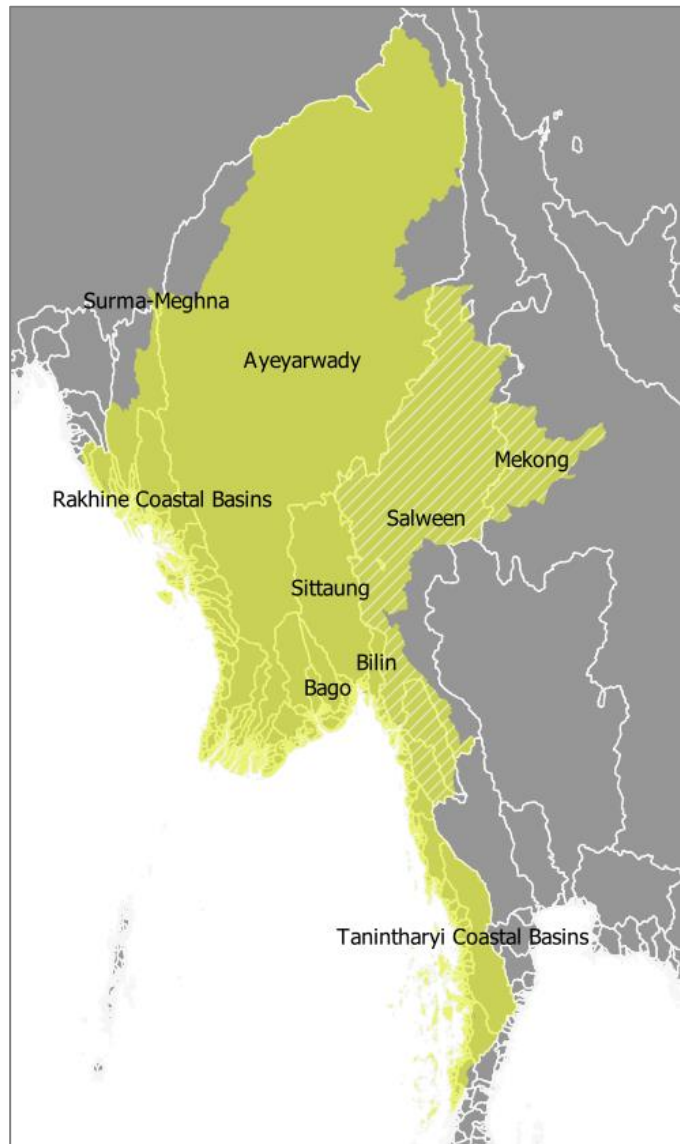 Surma-Meghna
Ayeyarwady
Mekong
Rakhine Coastal Basins
Salween
Sittaung
Bilin
Bago
Tanintharyi Coastal Basins